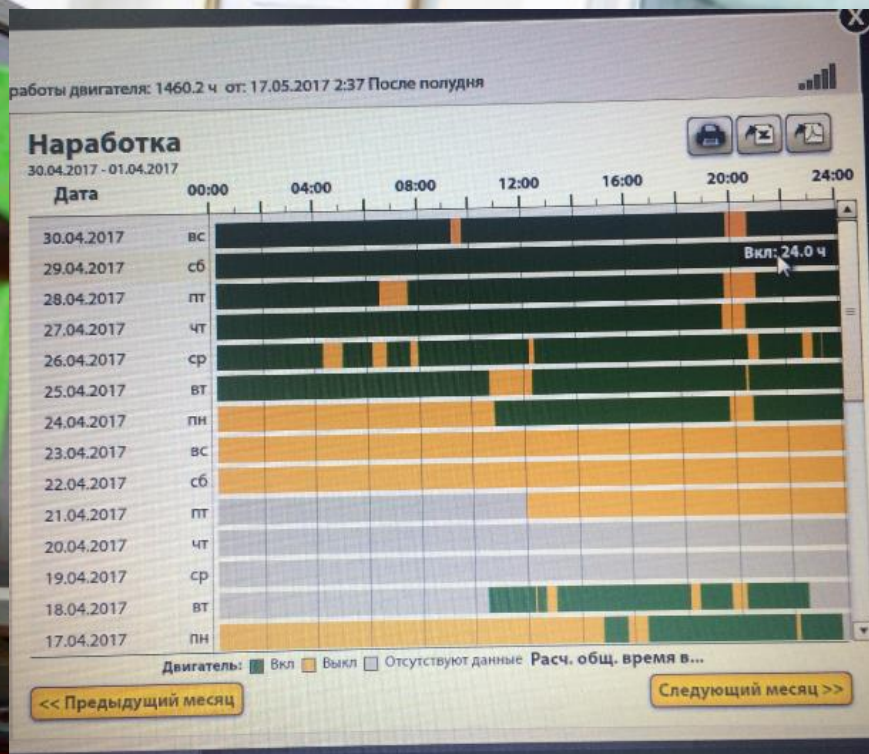 X
работы двигателя: 1460.2 ч от: 17.05.2017 2:37 После полудня
Наработка
30.04.2017 - 01.04.2017
Дата 00:00 04:00 08:00 12:00 16:00 20:00 24:00
30.04.2017 вс
29.04.2017 сб Вкл: 24.0 ч
28.04.2017 пт
27.04.2017 чт
26.04.2017 ср
25.04.2017 вт
24.04.2017 пн
23.04.2017 вс
22.04.2017 сб
21.04.2017 пт
20.04.2017 чт
19.04.2017 ср
18.04.2017 вт
17.04.2017 пн
Двигатель: Вкл Выкл Отсутствуют данные Расч. общ. время в...
<< Предыдущий месяц Следующий месяц >>